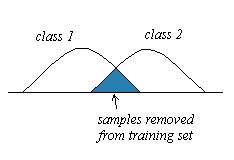 class 1
class 2
samples removed
from training set